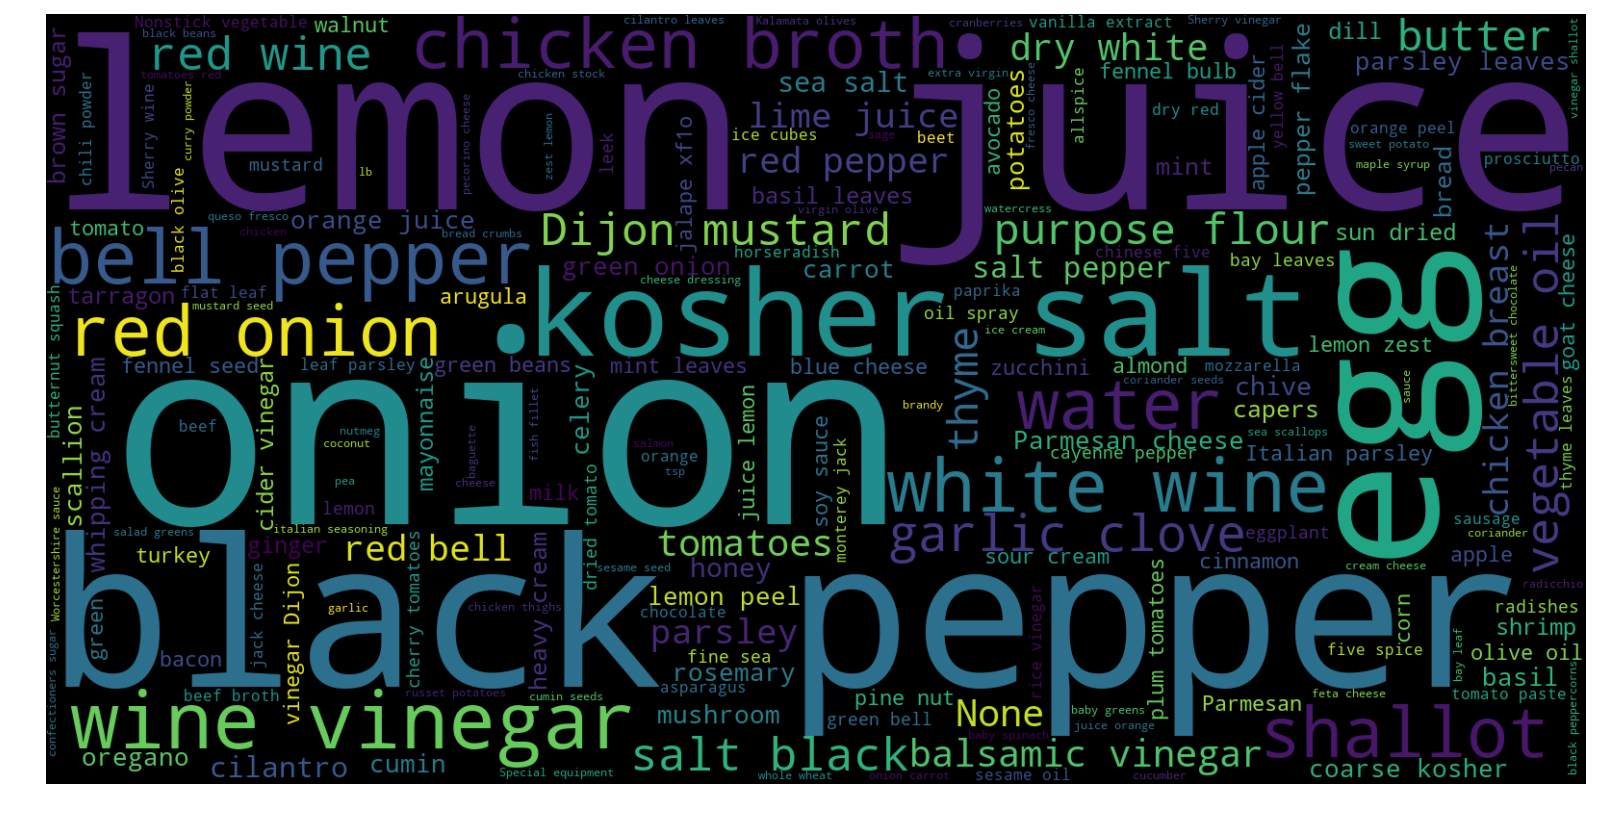 Nonstick vegetable
walnut
cilantro leaves
Kalamata olives
cranberries
vanilla extract
Sherry vinegar
dill
butter
black beans
red wine
chicken broth
dry white
parsley leaves
brown sugar
chili powder
tomatoes red
Sherry wine
curry powder
chicken stock
sea salt
extra virgin
fennel bulb
pepper flake
vinegar shallot
lemon juice
lime juice
ice cubes
red pepper
basil leaves
virgin olive
beet
sage
avocado
potatoes
fresco cheese
allspice
dry red
apple cider
yellow bell
orange peel
sweet potato
maple syrup
bread
prosciutto
pecan
mustard
lb
pecorino cheese
zest lemon
leek
jalape xf1o
mint
black olive
queso fresco
orange juice
chicken
bread crumbs
watercress
tomato
bell pepper
Dijon mustard
purpose flour
sun dried
horseradish
chinese five
green onion
cheese dressing
carrot
salt pepper
bay leaves
tarragon
flat leaf
mustard seed
arugula
paprika
oil spray
ice cream
butternut squash
red onion
kosher salt
egg
lemon zest
chicken breast
bittersweet chocolate
vegetable oil
goat cheese
fennel seed
leaf parsley
green beans
mint leaves
blue cheese
zucchini
almond
mozzarella
coriander seeds
chive
sauce
onion
brandy
thyme
water
capers
sea scallops
thyme leaves
scallion
whipping cream
cider vinegar
beef
nutmeg
coconut
pea
mayonnaise
baguette
cheese
fish fillet
celery
salmon
orange
tsp
juice lemon
soy sauce
monterey jack
Parmesan cheese
cayenne pepper
Italian parsley
white wine
lemon
milk
dried tomato
Worcestershire sauce
salad greens
italian seasoning
ginger
turkey
red bell
tomatoes
garlic clove
eggplant
sausage
coriander
sour cream
cinnamon
cream cheese
apple
radicchio
green
jack cheese
vinegar Dijon
garlic
cherry tomatoes
chicken thighs
heavy cream
sesame seed
honey
chocolate
lemon peel
black pepper
parsley
rice vinegar
plum tomatoes
corn
radishes
shrimp
five spice
bay leaf
olive oil
confectioners sugar
bacon
fine sea
rosemary
beef broth
russet potatoes
cumin seeds
asparagus
pine nut
baby greens
Parmesan
feta cheese
basil
tomato paste
black peppercorns
wine vinegar
mushroom
green bell
None
juice orange
baby spinach
shallot
oregano
cilantro
cumin
Special equipment
salt black
balsamic vinegar
whole wheat
onion carrot
sesame oil
cucumber
coarse kosher